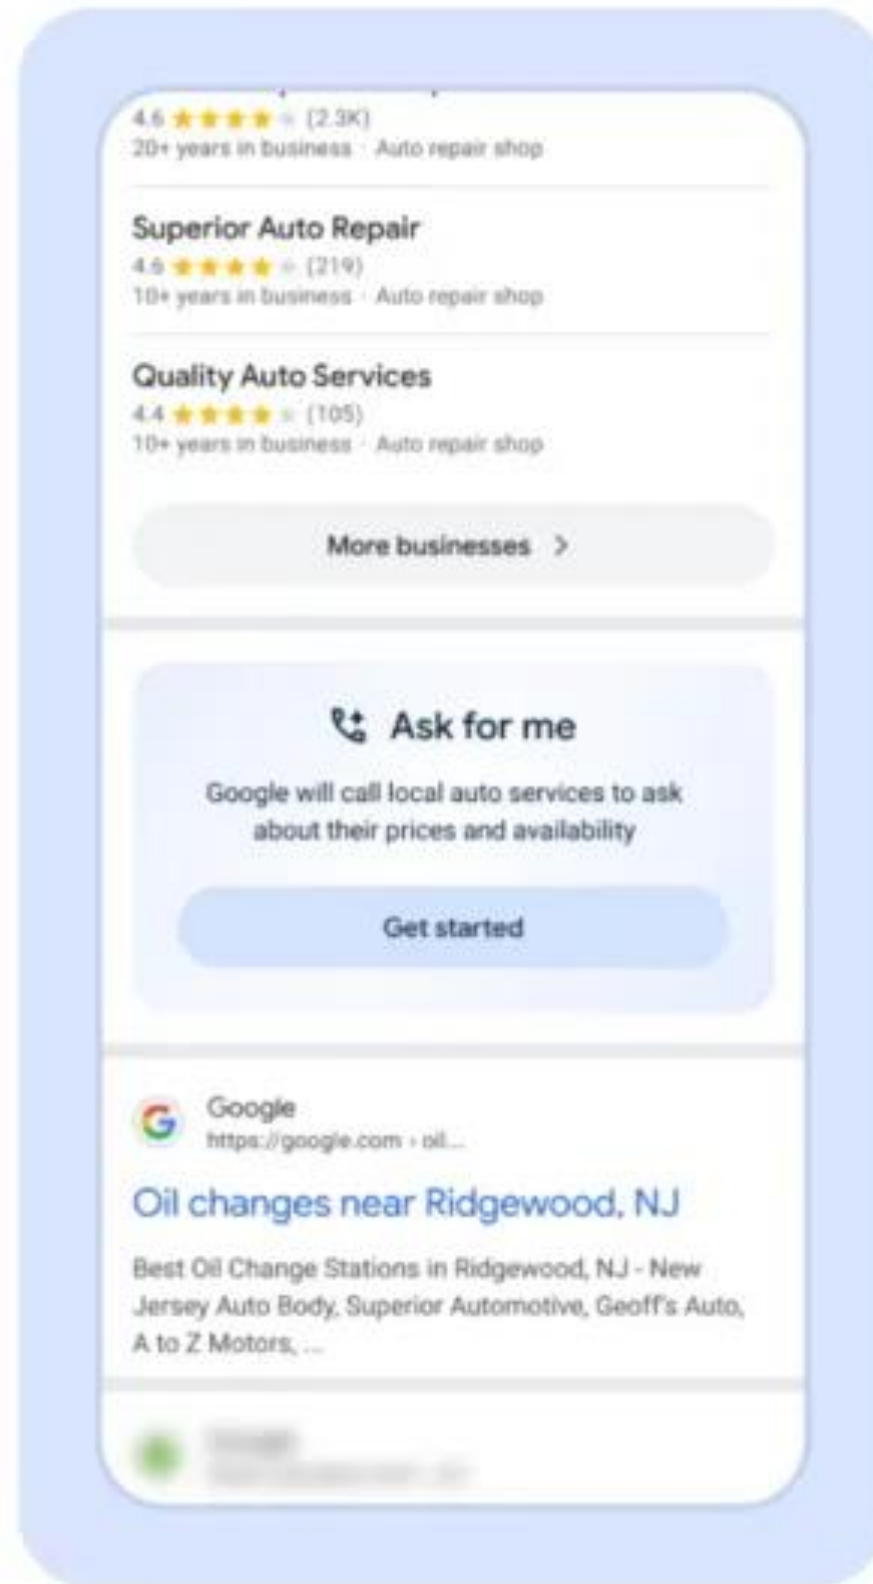 4.6 ★★★★★ (2.3K)
20+ years in business · Auto repair shop
Superior Auto Repair
4.6 ★★★★★ (219)
10+ years in business · Auto repair shop
Quality Auto Services
4.4 ★★★★★ (105)
10+ years in business · Auto repair shop
More businesses >
Ask for me
Google will call local auto services to ask
about their prices and availability
Get started
Google
https://google.com › oil...
Oil changes near Ridgewood, NJ
Best Oil Change Stations in Ridgewood, NJ - New
Jersey Auto Body, Superior Automotive, Geoff's Auto,
A to Z Motors, ...